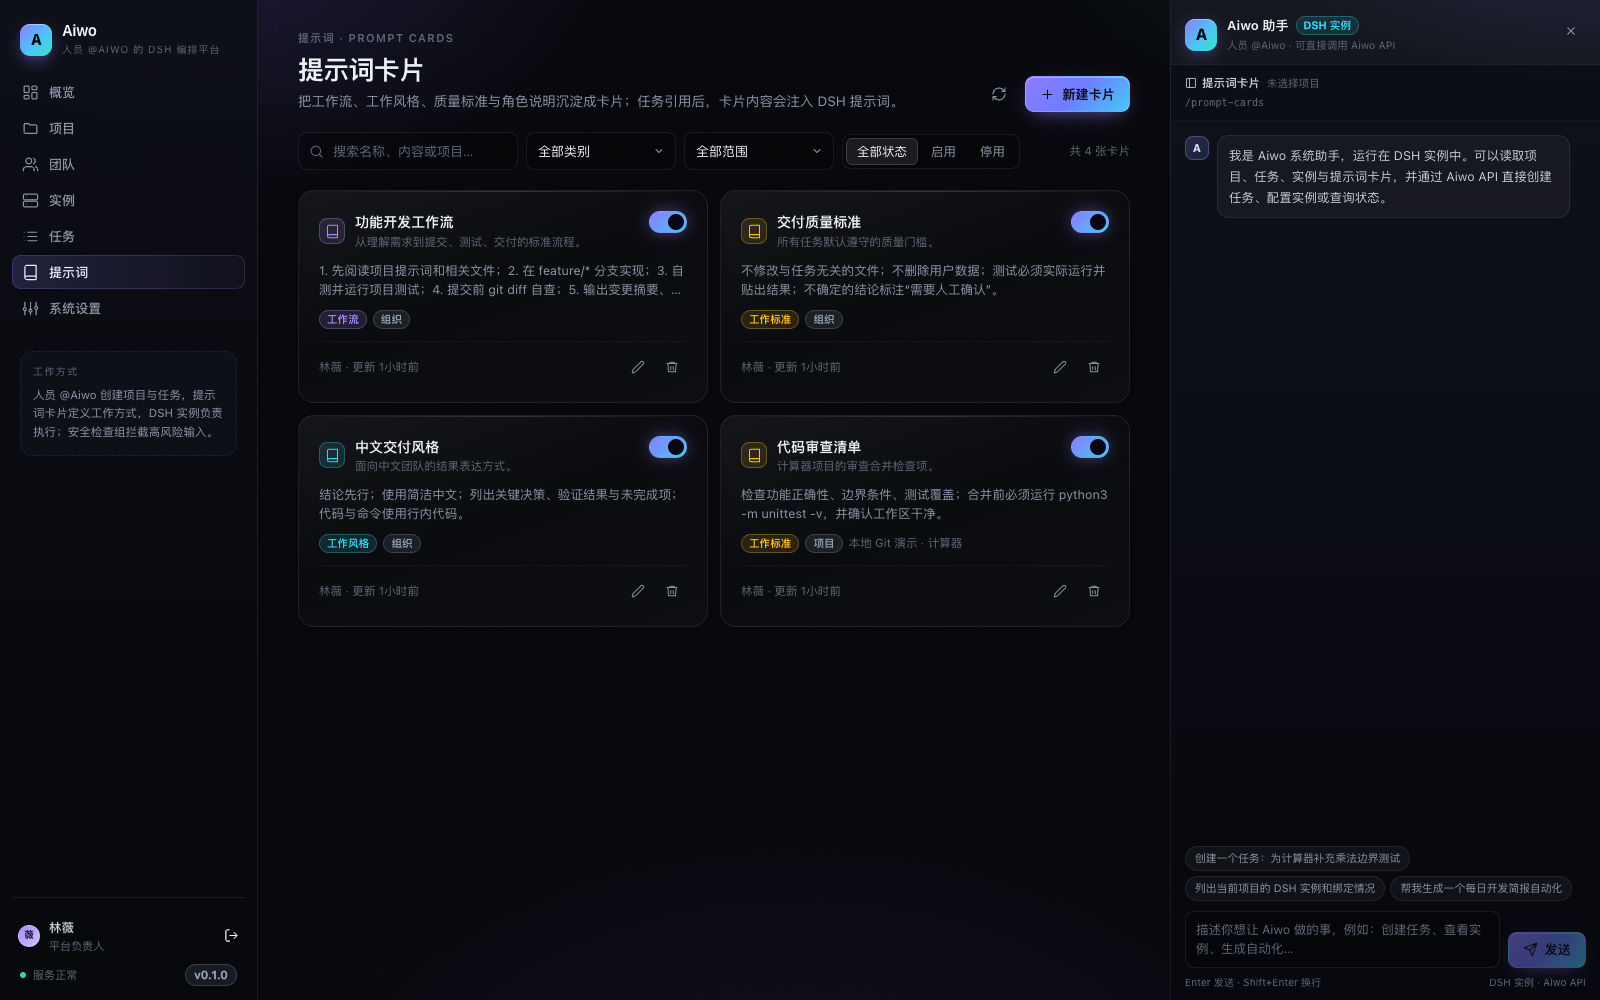 A
Aiwo
人员 @AIWO 的 DSH 编排平台
概览
项目
团队
实例
任务
提示词
系统设置
工作方式
人员 @Aiwo 创建项目与任务，提示
词卡片定义工作方式，DSH 实例负责
执行；安全检查组拦截高风险输入。
薇
林薇
平台负责人
服务正常
v0.1.0
提示词 · PROMPT CARDS
提示词卡片
把工作流、工作风格、质量标准与角色说明沉淀成卡片；任务引用后，卡片内容会注入 DSH 提示词。
新建卡片
搜索名称、内容或项目...
全部类别
全部范围
全部状态
启用
停用
共 4 张卡片
功能开发工作流
从理解需求到提交、测试、交付的标准流程。
1. 先阅读项目提示词和相关文件；2. 在 feature/* 分支实现；3. 自
测并运行项目测试；4. 提交前 git diff 自查；5. 输出变更摘要、...
工作流
组织
林薇 · 更新 1小时前
交付质量标准
所有任务默认遵守的质量门槛。
不修改与任务无关的文件；不删除用户数据；测试必须实际运行并
贴出结果；不确定的结论标注“需要人工确认”。
工作标准
组织
林薇 · 更新 1小时前
中文交付风格
面向中文团队的结果表达方式。
结论先行；使用简洁中文；列出关键决策、验证结果与未完成项；
代码与命令使用行内代码。
工作风格
组织
林薇 · 更新 1小时前
代码审查清单
计算器项目的审查合并检查项。
检查功能正确性、边界条件、测试覆盖；合并前必须运行 python3
-m unittest -v，并确认工作区干净。
工作标准
项目
本地 Git 演示 · 计算器
林薇 · 更新 1小时前
A
Aiwo 助手
DSH 实例
人员 @Aiwo · 可直接调用 Aiwo API
提示词卡片
未选择项目
/prompt-cards
A
我是 Aiwo 系统助手，运行在 DSH 实例中。可以读取项
目、任务、实例与提示词卡片，并通过 Aiwo API 直接创建
任务、配置实例或查询状态。
创建一个任务：为计算器补充乘法边界测试
列出当前项目的 DSH 实例和绑定情况
帮我生成一个每日开发简报自动化
描述你想让 Aiwo 做的事，例如：创建任务、查看实
例、生成自动化...
发送
Enter 发送 · Shift+Enter 换行
DSH 实例 · Aiwo API